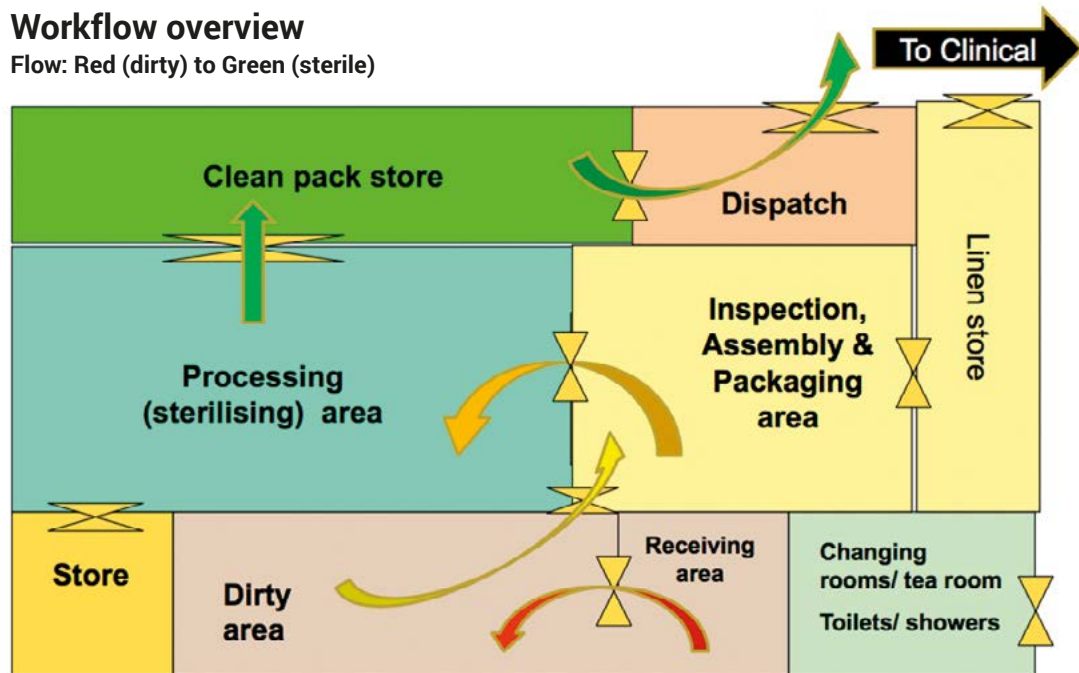 Workflow overview
Flow: Red (dirty) to Green (sterile)
To Clinical
Clean pack store
Dispatch
Linen store
Inspection,
Assembly &
Packaging
area
Processing
(sterilising) area
Store
Dirty
area
Receiving
area
Changing
rooms/ tea room
Toilets/ showers